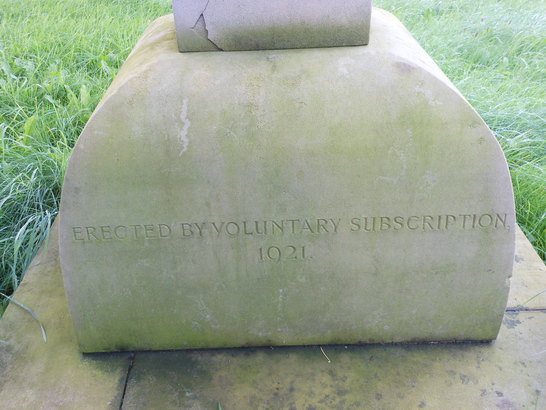 ERECTED BY VOLUNTARY SUBSCRIPTION,
1921.